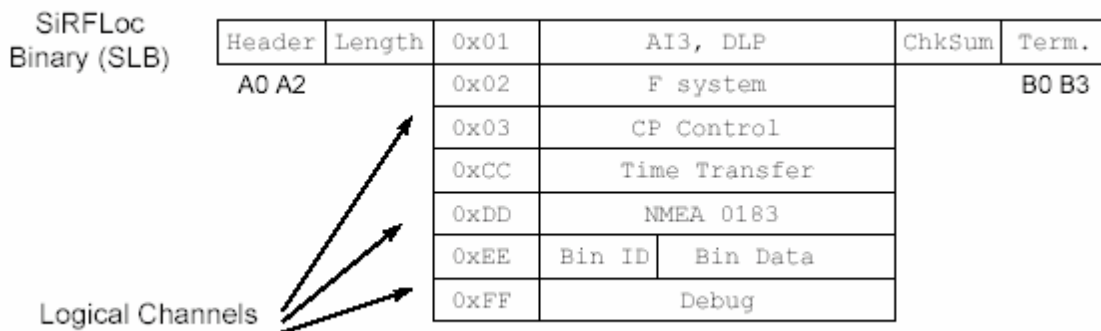 SiRFLoc
Binary (SLB)
Header Length 0x01 AI3, DLP ChkSum Term.
A0 A2 0x02 F system B0 B3
0x03 CP Control
0xCC Time Transfer
0xDD NMEA 0183
0xEE Bin ID Bin Data
0xFF Debug
Logical Channels